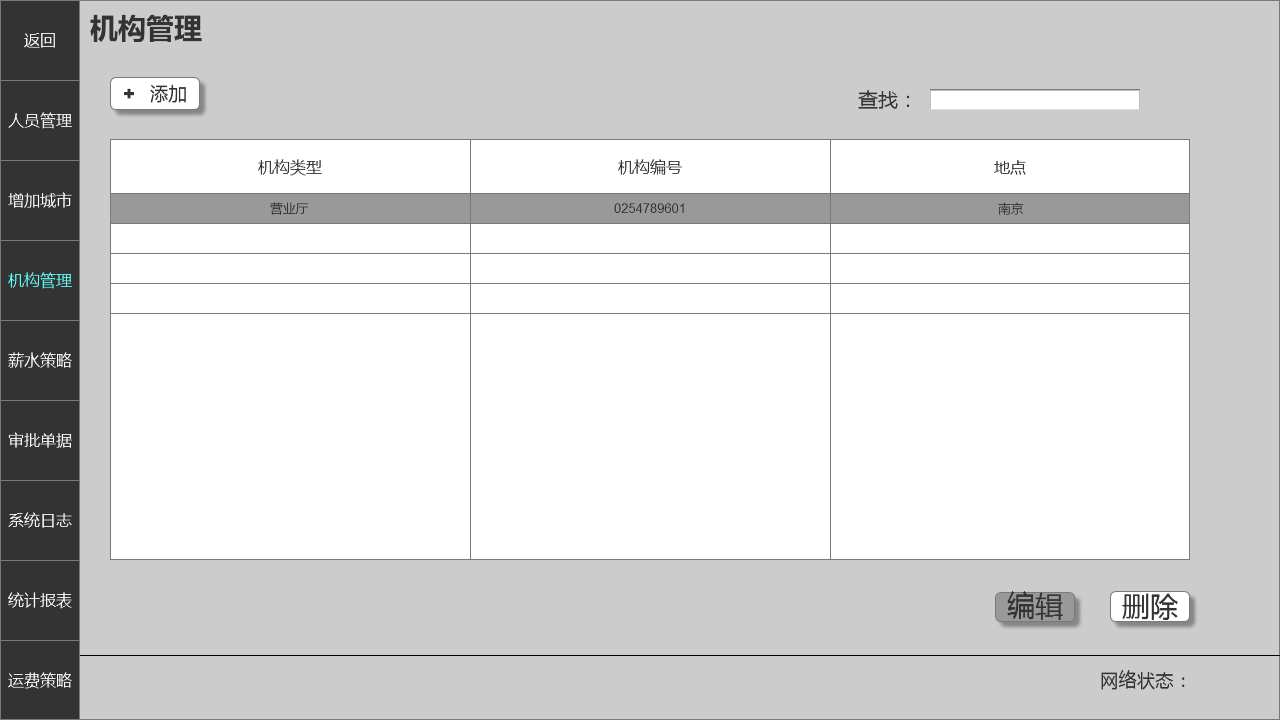 返回
人员管理
增加城市
机构管理
薪水策略
审批单据
系统日志
统计报表
运费策略
机构管理
添加
查找：
机构类型 机构编号 地点
营业厅 0254789601 南京
编辑 删除
网络状态：